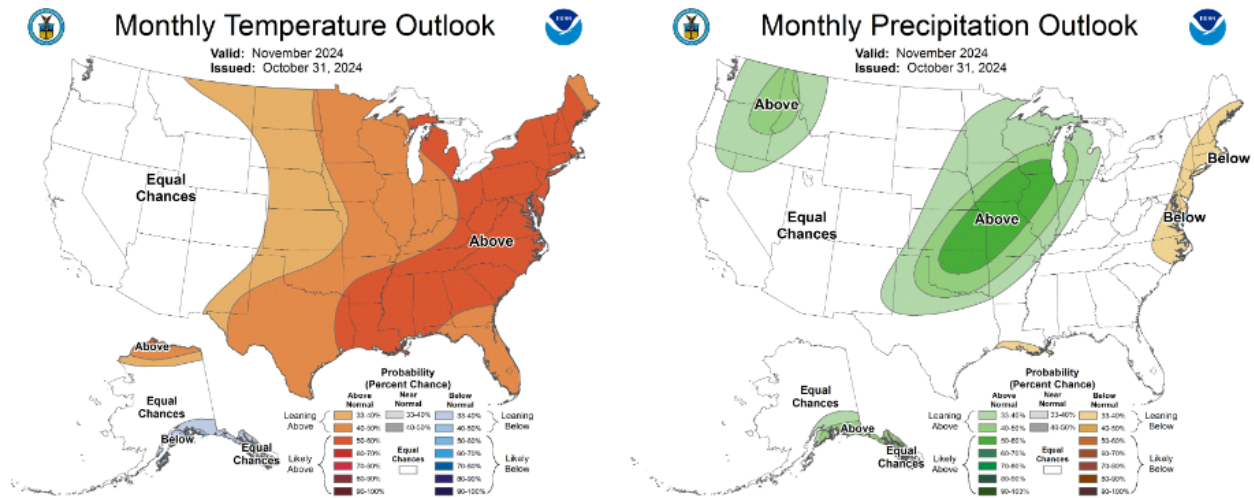 Monthly Temperature Outlook
Valid: November 2024
Issued: October 31, 2024
Equal
Chances
Above
Above
Equal
Chances
Below
Equal
Chances
Probability
(Percent Chance)
Above
Normal
Near
Normal
Below
Normal
Leaning
Above
33-40%
33-40%
33-40%
Leaning
Below
40-50%
40-50%
40-50%
Likely
Above
50-60%
Equal
Chances
50-60%
Likely
Below
60-70%
60-70%
70-80%
70-80%
80-90%
80-90%
90-100%
90-100%
Monthly Precipitation Outlook
Valid: November 2024
Issued: October 31, 2024
Above
Below
Below
Equal
Chances
Above
Equal
Chances
Above
Equal
Chances
Probability
(Percent Chance)
Above
Normal
Near
Normal
Below
Normal
Leaning
Above
33-40%
33-40%
33-40%
Leaning
Below
40-50%
40-50%
40-50%
Likely
Above
50-60%
Equal
Chances
50-60%
Likely
Below
60-70%
60-70%
70-80%
70-80%
80-90%
80-90%
90-100%
90-100%